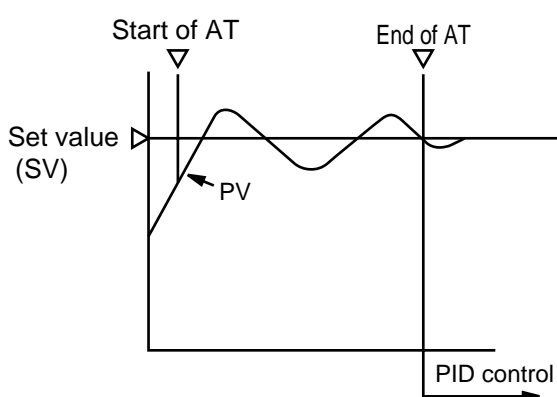 Start of AT
End of AT
Set value
(SV)
PV
PID control